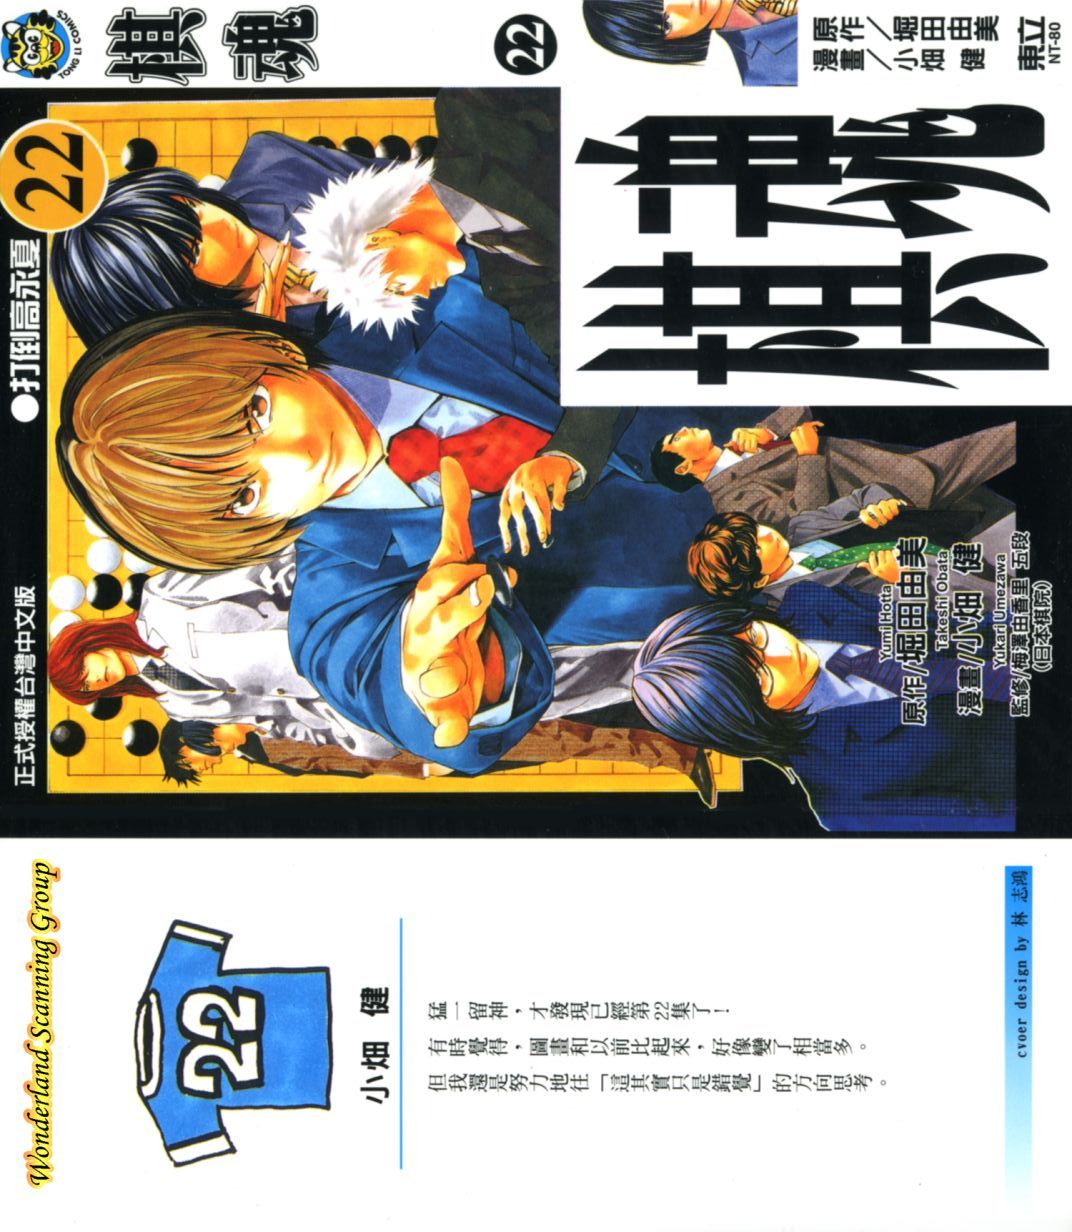 TONG LI COMICS
棋魂
22
原作／堀田由美
漫畫／小畑 健
東立
NT-80
22
●打倒高永夏
正式授權台灣中文版
棋魂
Yumi Hotta
原作/堀田由美
Takeshi Obata
漫畫/小畑 健
Yukari Umezawa
監修/梅澤由香里 五段
(日本棋院)
Wonderland Scanning Group
22
小畑 健
猛一留神，才發現已經第22集了！
有時覺得，圖畫和以前比起來，好像變了相當多。
但我還是努力地往「這其實只是錯覺」的方向思考。
cvoer design by 林 志鴻